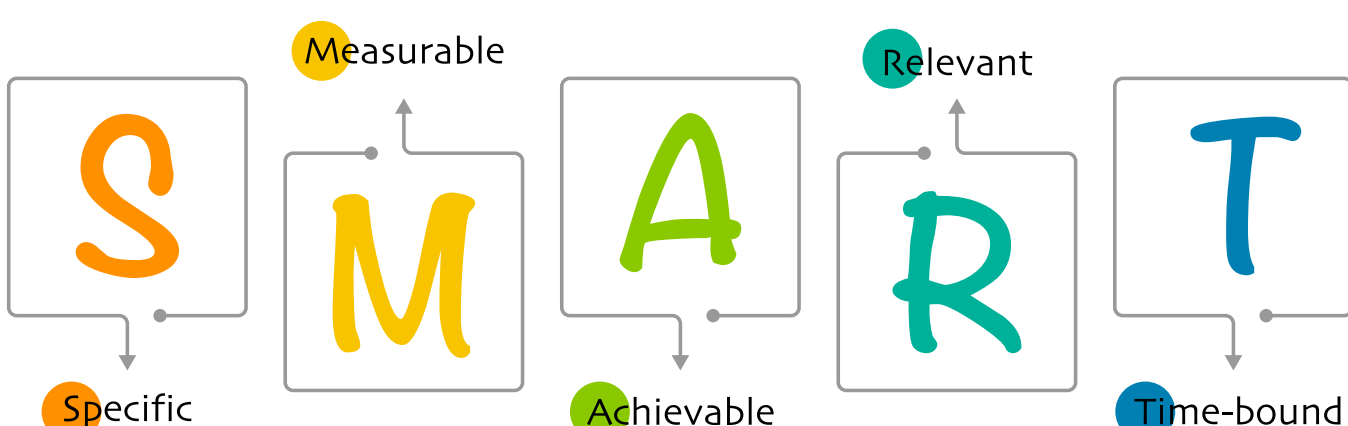 Measurable
Relevant
S
M
A
R
T
Specific
Achievable
Time-bound